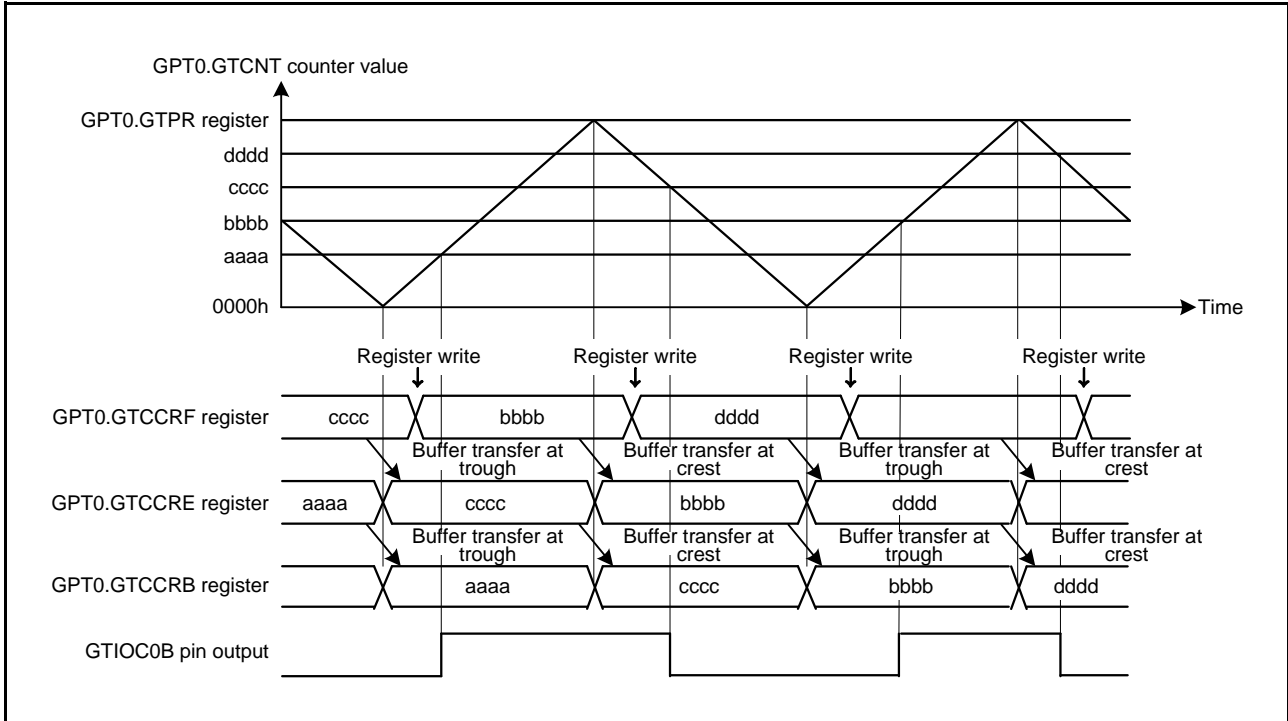 GPT0.GTCNT counter value
GPT0.GTPR register
dddd
cccc
bbbb
aaaa
0000h
Time
Register write Register write Register write Register write
GPT0.GTCCRF register cccc bbbb dddd
Buffer transfer at Buffer transfer at Buffer transfer at Buffer transfer at
trough crest trough crest
GPT0.GTCCRE register aaaa cccc bbbb dddd
Buffer transfer at Buffer transfer at Buffer transfer at Buffer transfer at
trough crest trough crest
GPT0.GTCCRB register aaaa cccc bbbb dddd
GTIOC0B pin output